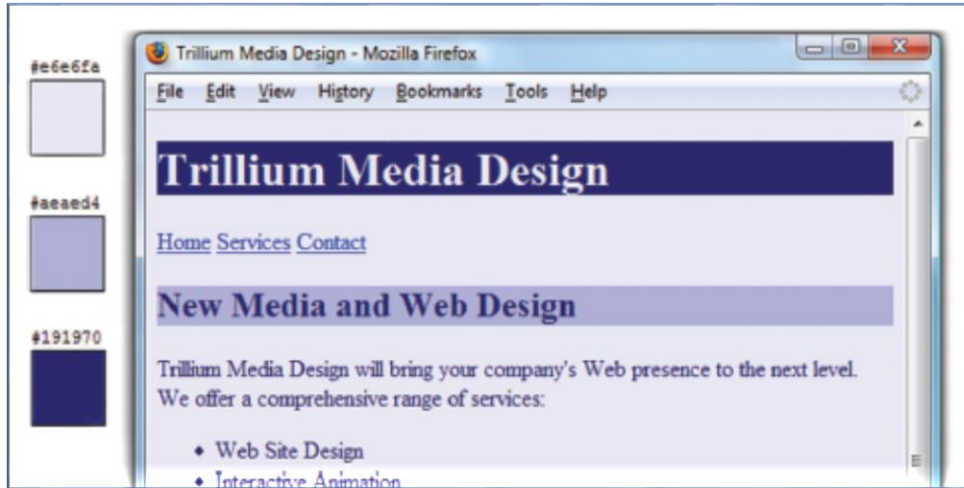 #e6e6fa
#aeaed4
#191970
Trillium Media Design - Mozilla Firefox
File Edit View History Bookmarks Tools Help
Trillium Media Design
Home Services Contact
New Media and Web Design
Trillium Media Design will bring your company's Web presence to the next level.
We offer a comprehensive range of services:
• Web Site Design
• Interactive Animation